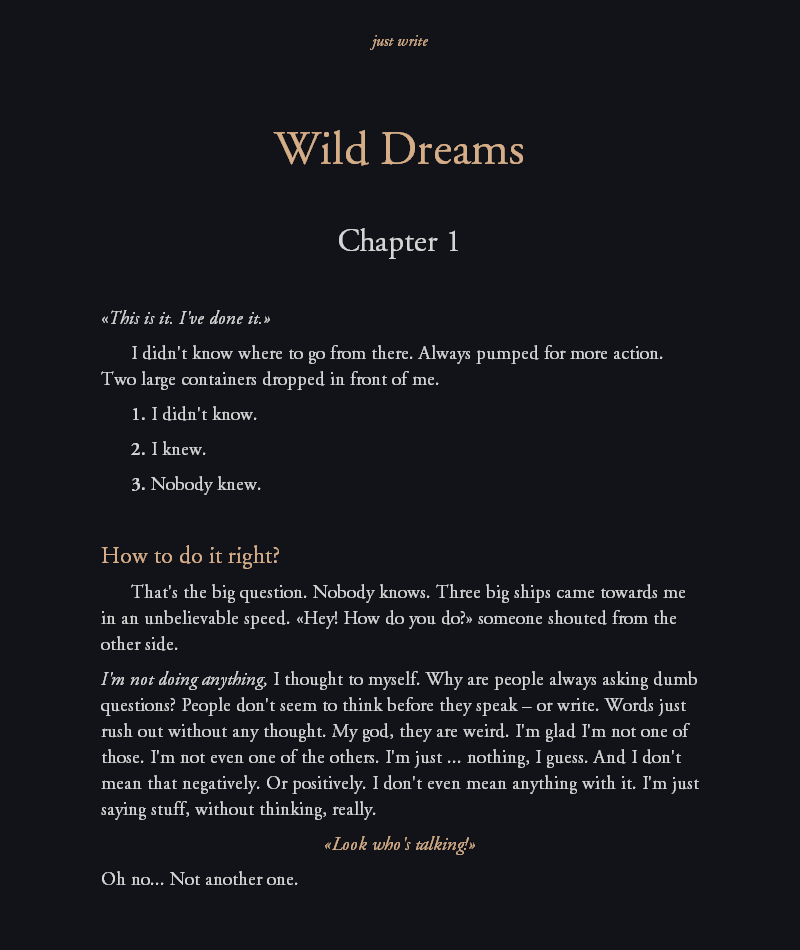 just write
Wild Dreams
Chapter 1
«This is it. I've done it.»
I didn't know where to go from there. Always pumped for more action.
Two large containers dropped in front of me.
1. I didn't know.
2. I knew.
3. Nobody knew.
How to do it right?
That's the big question. Nobody knows. Three big ships came towards me
in an unbelievable speed. «Hey! How do you do?» someone shouted from the
other side.
I'm not doing anything, I thought to myself. Why are people always asking dumb
questions? People don't seem to think before they speak – or write. Words just
rush out without any thought. My god, they are weird. I'm glad I'm not one of
those. I'm not even one of the others. I'm just ... nothing, I guess. And I don't
mean that negatively. Or positively. I don't even mean anything with it. I'm just
saying stuff, without thinking, really.
«Look who's talking!»
Oh no... Not another one.